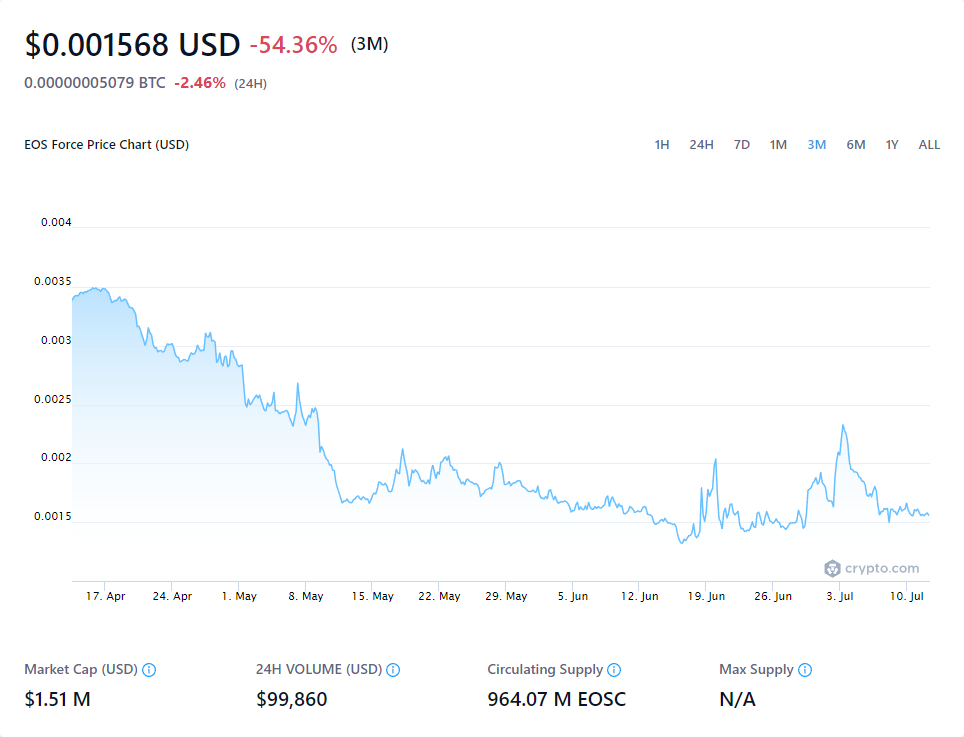 $0.001568 USD -54.36% (3M)
0.00000005079 BTC -2.46% (24H)
EOS Force Price Chart (USD)
1H 24H 7D 1M 3M 6M 1Y ALL
0.004
0.0035
0.003
0.0025
0.002
0.0015
crypto.com
17. Apr 24. Apr 1. May 8. May 15. May 22. May 29. May 5. Jun 12. Jun 19. Jun 26. Jun 3. Jul 10. Jul
Market Cap (USD) 24H VOLUME (USD) Circulating Supply Max Supply
$1.51 M $99,860 964.07 M EOSC N/A